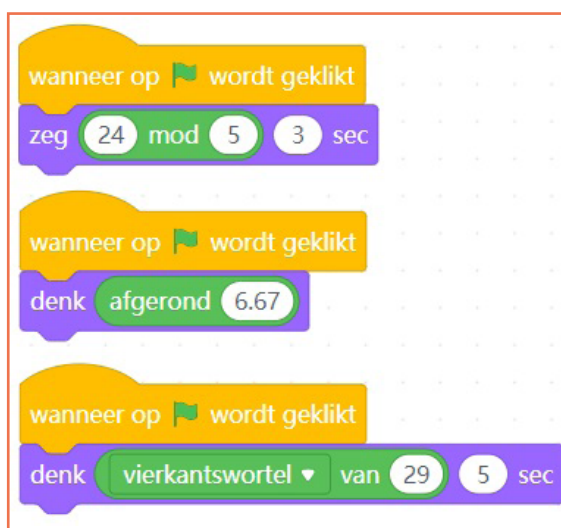 wanneer op wordt geklikt
zeg 24 mod 5 3 sec
wanneer op wordt geklikt
denk afgerond 6.67
wanneer op wordt geklikt
denk vierkantswortel van 29 5 sec